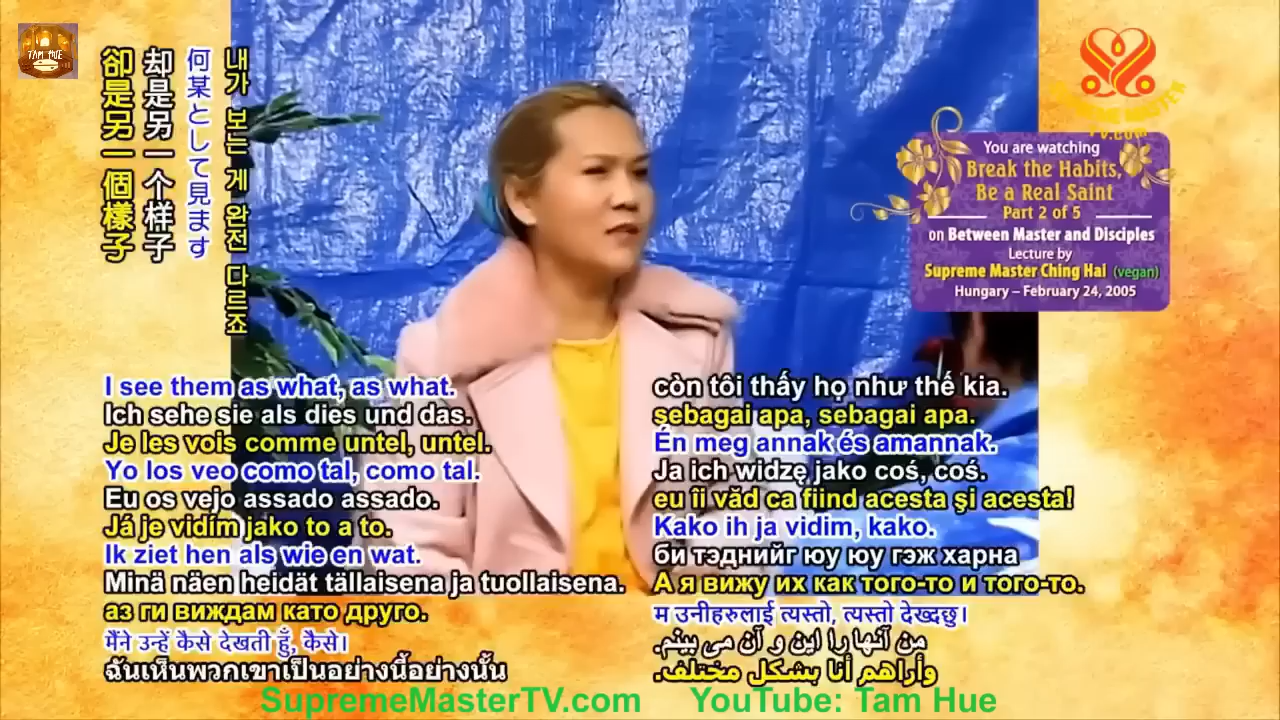 TAM HUE
卻是另一個樣子
却是另一个样子
何某として見ます
내가 보는 게 완전 다르죠
TV.com
You are watching
Break the Habits,
Be a Real Saint
Part 2 of 5
on Between Master and Disciples
Lecture by
Supreme Master Ching Hai (vegan)
Hungary – February 24, 2005
I see them as what, as what.
Ich sehe sie als dies und das.
Je les vois comme untel, untel.
Yo los veo como tal, como tal.
Eu os vejo assado assado.
Já je vidím jako to a to.
Ik ziet hen als wie en wat.
Minä näen heidät tällaisena ja tuollaisena.
аз ги виждам като друго.
मैंने उन्हें कैसे देखती हूँ, कैसे।
ฉันเห็นพวกเขาเป็นอย่างนี้อย่างนั้น
còn tôi thấy họ như thế kia.
sebagai apa, sebagai apa.
Én meg annak és amannak.
Ja ich widzę jako coś, coś.
eu îi văd ca fiind acesta şi acesta!
Kako ih ja vidim, kako.
би тэднийг юу юу гэж харна
А я вижу их как того-то и того-то.
म उनीहरुलाई त्यस्तो, त्यस्तो देख्दछु।
من آنها را این و آن می بینم.
وأراهم أنا بشكل مختلف.
SupremeMasterTV.com YouTube: Tam Hue